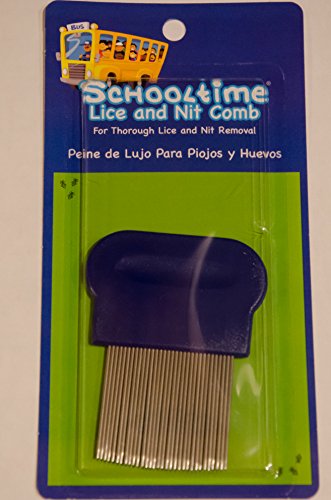 BUS
SCHOOLTIME®
Lice and Nit Comb
For Thorough Lice and Nit Removal
Peine de Lujo Para Piojos y Huevos